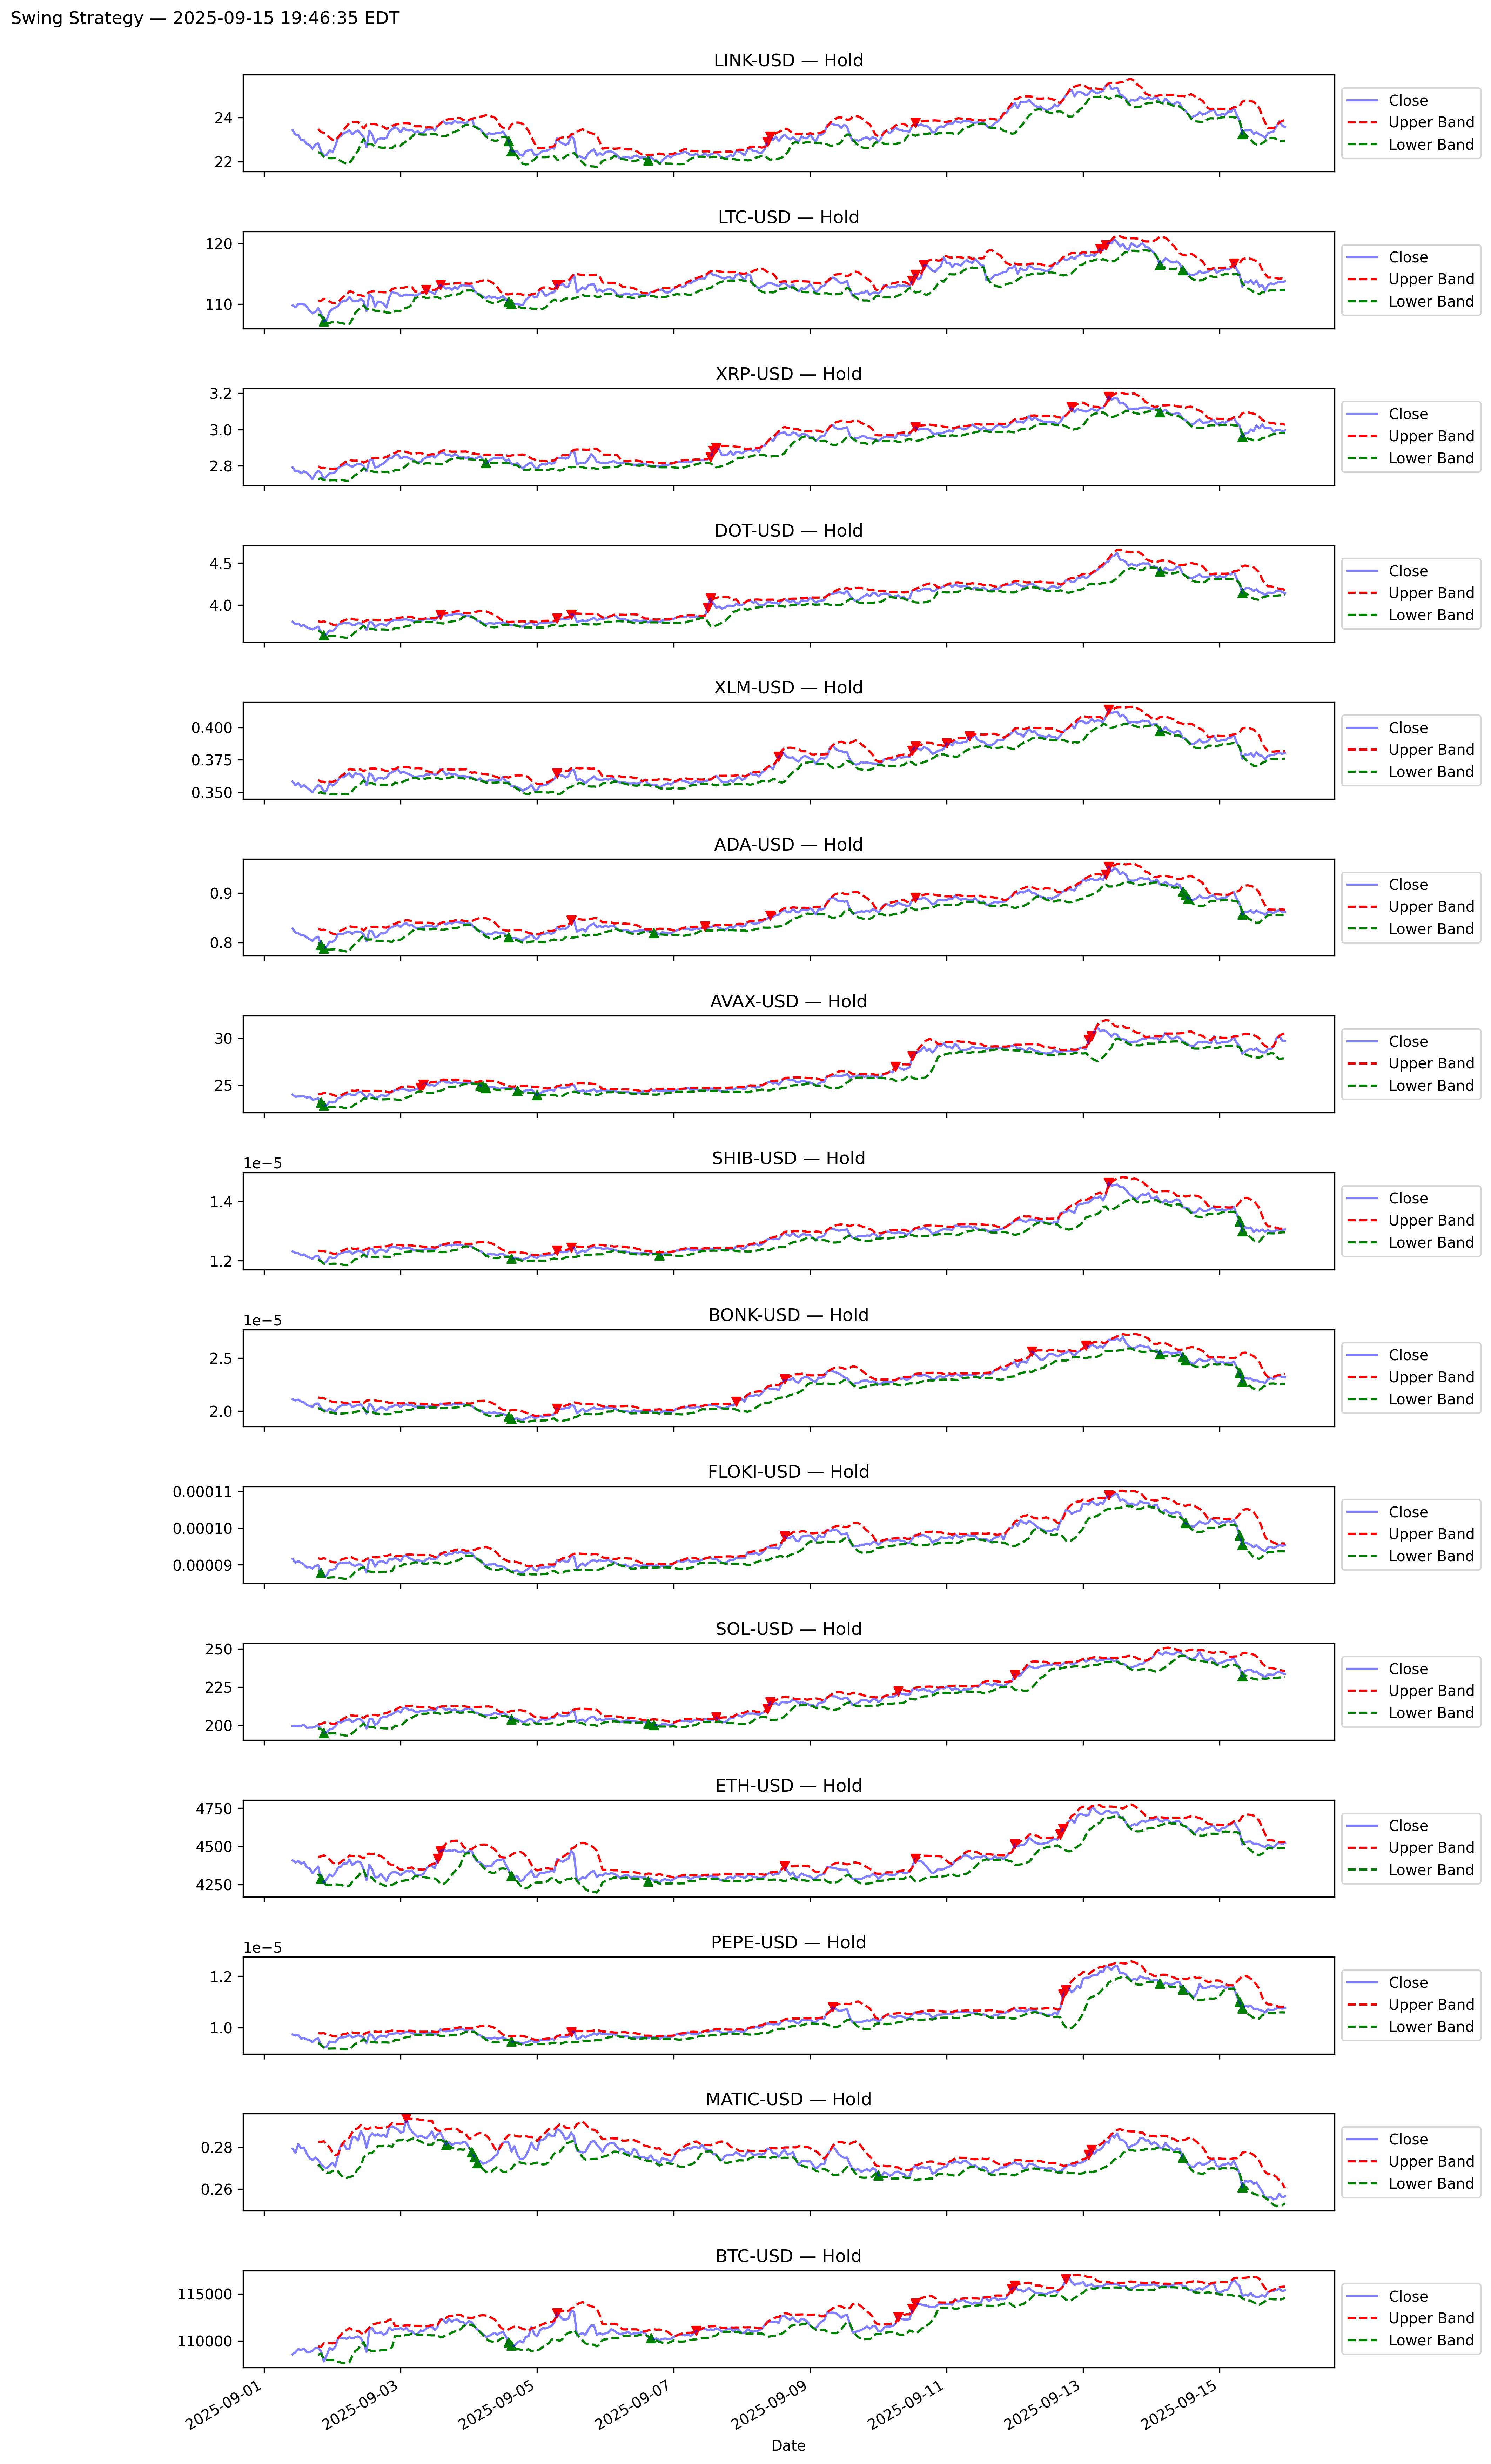 Swing Strategy — 2025-09-15 19:46:35 EDT
LINK-USD — Hold
24
22
Close
Upper Band
Lower Band
LTC-USD — Hold
120
110
Close
Upper Band
Lower Band
XRP-USD — Hold
3.2
3.0
2.8
Close
Upper Band
Lower Band
DOT-USD — Hold
4.5
4.0
Close
Upper Band
Lower Band
XLM-USD — Hold
0.400
0.375
0.350
Close
Upper Band
Lower Band
ADA-USD — Hold
0.9
0.8
Close
Upper Band
Lower Band
AVAX-USD — Hold
30
25
Close
Upper Band
Lower Band
SHIB-USD — Hold
1e−5
1.4
1.2
Close
Upper Band
Lower Band
BONK-USD — Hold
1e−5
2.5
2.0
Close
Upper Band
Lower Band
FLOKI-USD — Hold
0.00011
0.00010
0.00009
Close
Upper Band
Lower Band
SOL-USD — Hold
250
225
200
Close
Upper Band
Lower Band
ETH-USD — Hold
4750
4500
4250
Close
Upper Band
Lower Band
PEPE-USD — Hold
1e−5
1.2
1.0
Close
Upper Band
Lower Band
MATIC-USD — Hold
0.28
0.26
Close
Upper Band
Lower Band
BTC-USD — Hold
115000
110000
Close
Upper Band
Lower Band
2025-09-01
2025-09-03
2025-09-05
2025-09-07
2025-09-09
2025-09-11
2025-09-13
2025-09-15
Date